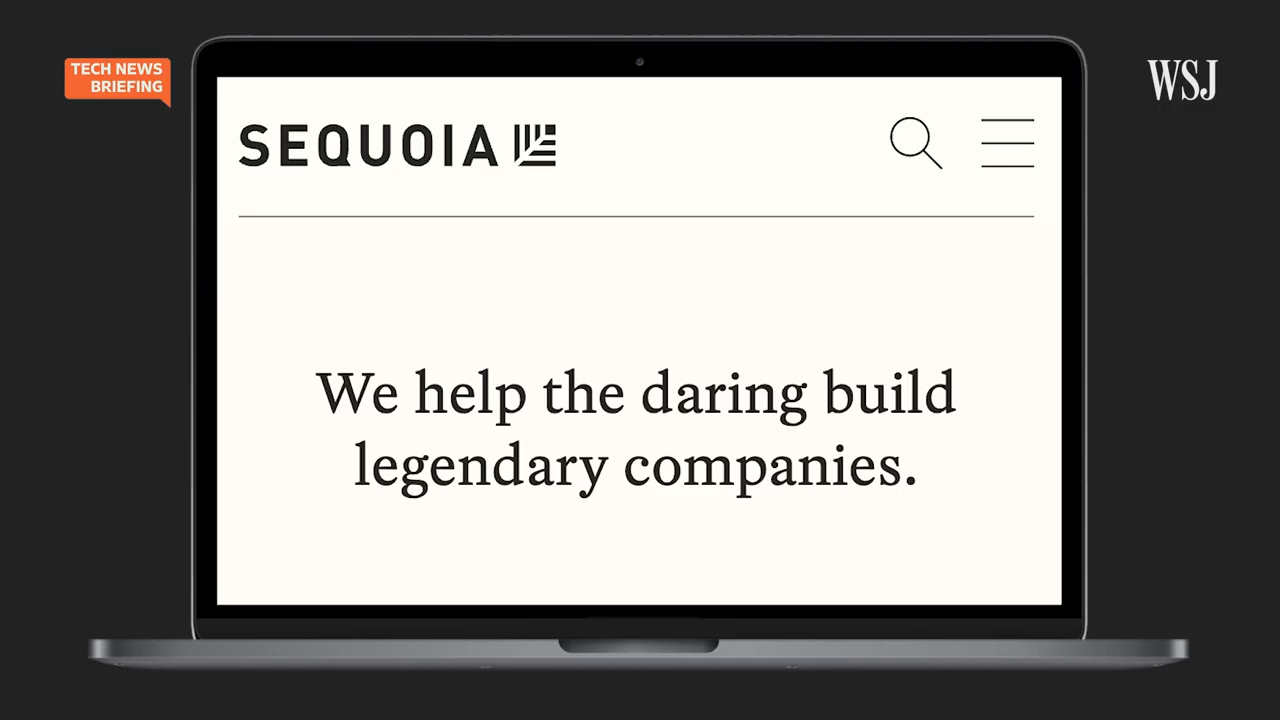 TECH NEWS
BRIEFING
WSJ
SEQUOIA
We help the daring build
legendary companies.